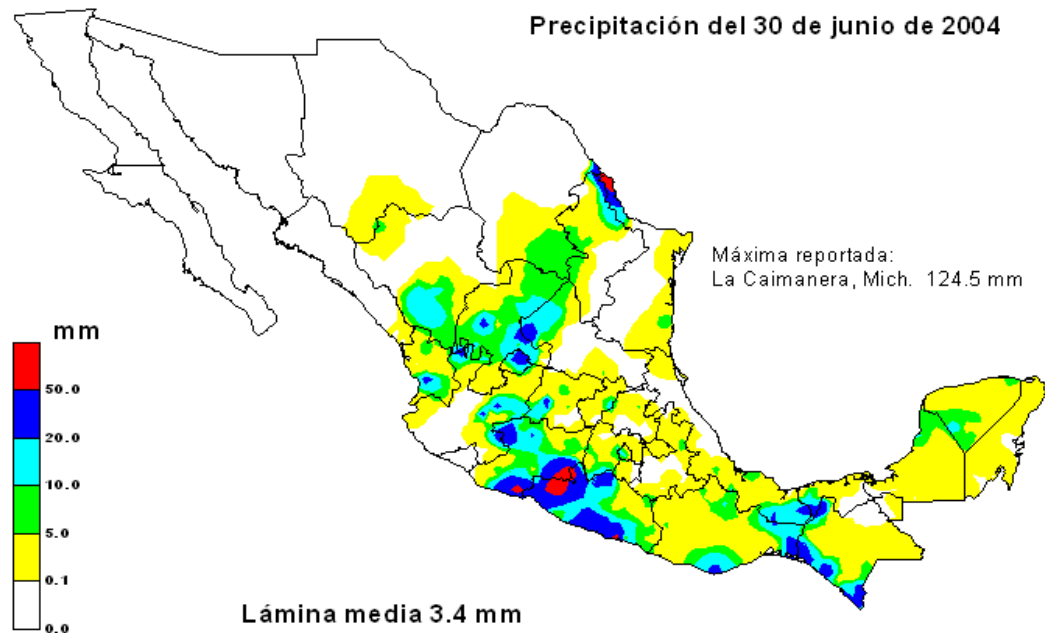 Precipitación del 30 de junio de 2004
Máxima reportada:
La Caimanera, Mich. 124.5 mm
mm
50.0
20.0
10.0
5.0
0.1
0.0
Lámina media 3.4 mm